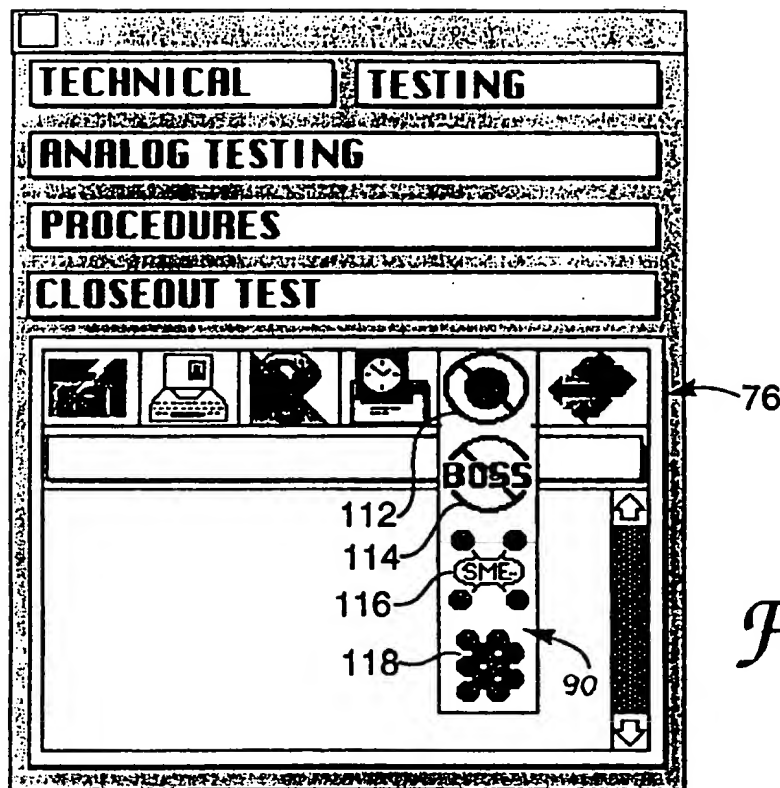 TECHNICAL TESTING
ANALOG TESTING
PROCEDURES
CLOSEOUT TEST
76
BOSS
112
114
SME
116
118
90
F